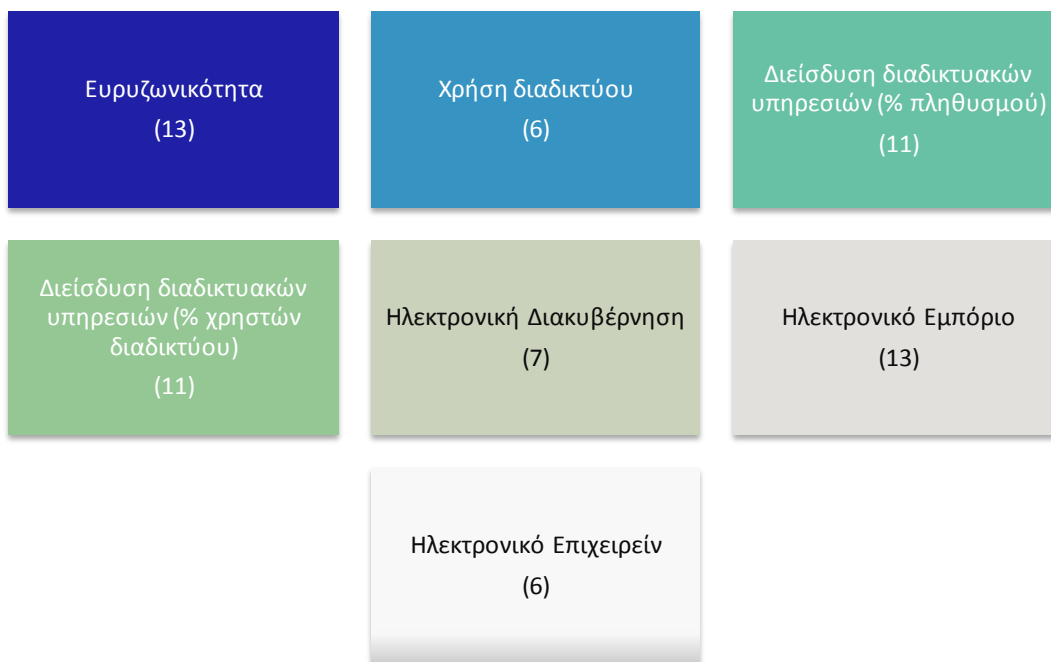 Ευρυζωνικότητα
(13)
Χρήση διαδικτύου
(6)
Διείσδυση διαδικτυακών
υπηρεσιών (% πληθυσμού)
(11)
Διείσδυση διαδικτυακών
υπηρεσιών (% χρηστών
διαδικτύου)
(11)
Ηλεκτρονική Διακυβέρνηση
(7)
Ηλεκτρονικό Εμπόριο
(13)
Ηλεκτρονικό Επιχειρείν
(6)